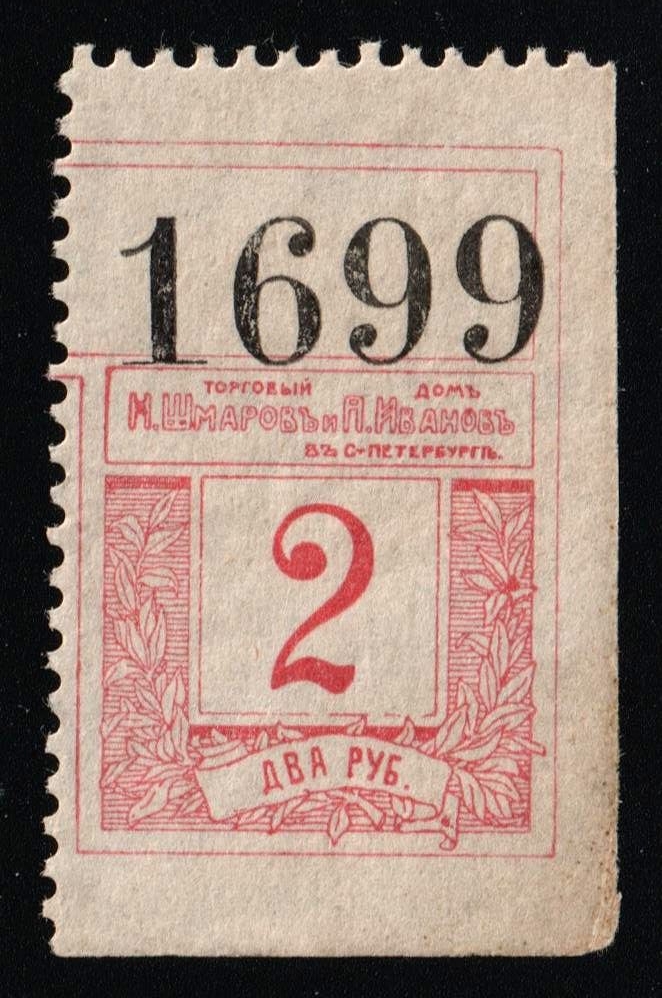 1699
ТОРГОВЫЙ ДОМЪ
Н. ШМАРОВЪ и П. ИВАНОВЪ
ВЪ С-ПЕТЕРБУРГѢ.
2
ДВА РУБ.